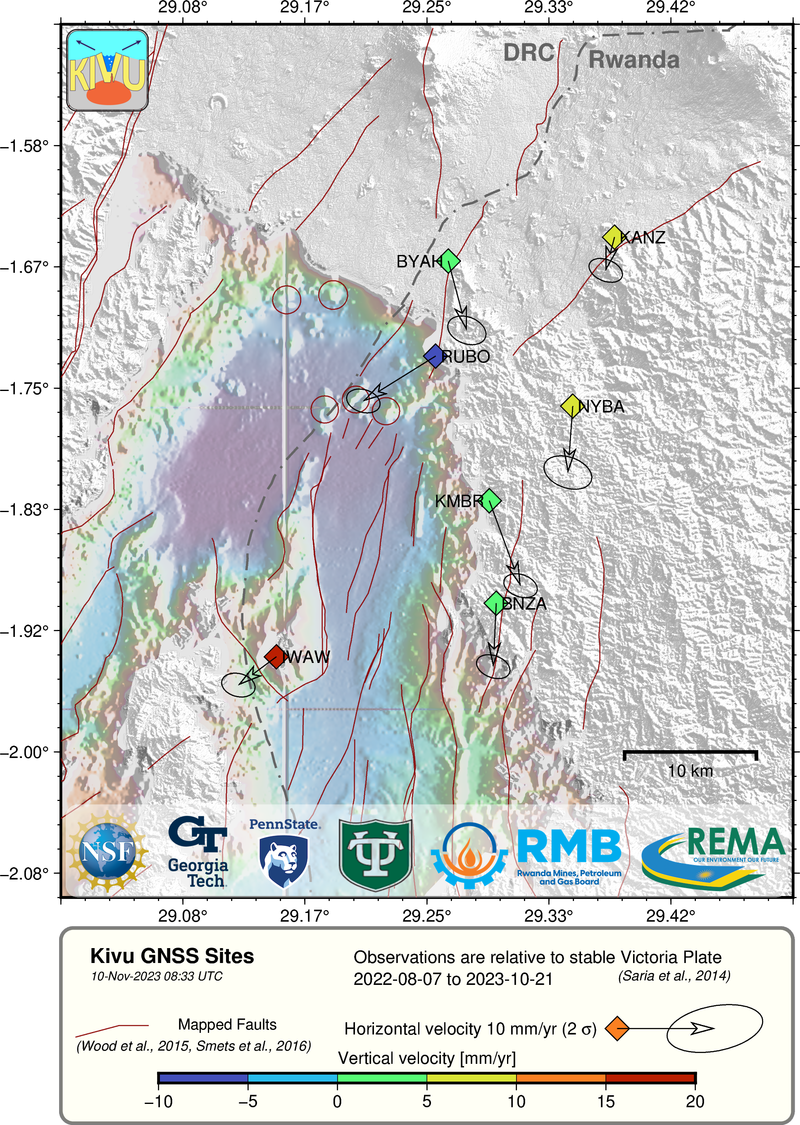 29.08° 29.17° 29.25° 29.33° 29.42°
KIVU
DRC
Rwanda
−1.58°
KANZ
BYAH
−1.67°
RUBO
−1.75°
NYBA
KMBR
−1.83°
BNZA
−1.92°
IWAW
−2.00°
10 km
NSF
GT
Georgia
Tech
PennState
RMB
Rwanda Mines, Petroleum
and Gas Board
REMA
OUR ENVIRONMENT OUR FUTURE
−2.08°
29.08° 29.17° 29.25° 29.33° 29.42°
Kivu GNSS Sites
10-Nov-2023 08:33 UTC
Observations are relative to stable Victoria Plate
2022-08-07 to 2023-10-21
(Saria et al., 2014)
Mapped Faults
(Wood et al., 2015, Smets et al., 2016)
Horizontal velocity 10 mm/yr (2 σ)
Vertical velocity [mm/yr]
−10 −5 0 5 10 15 20